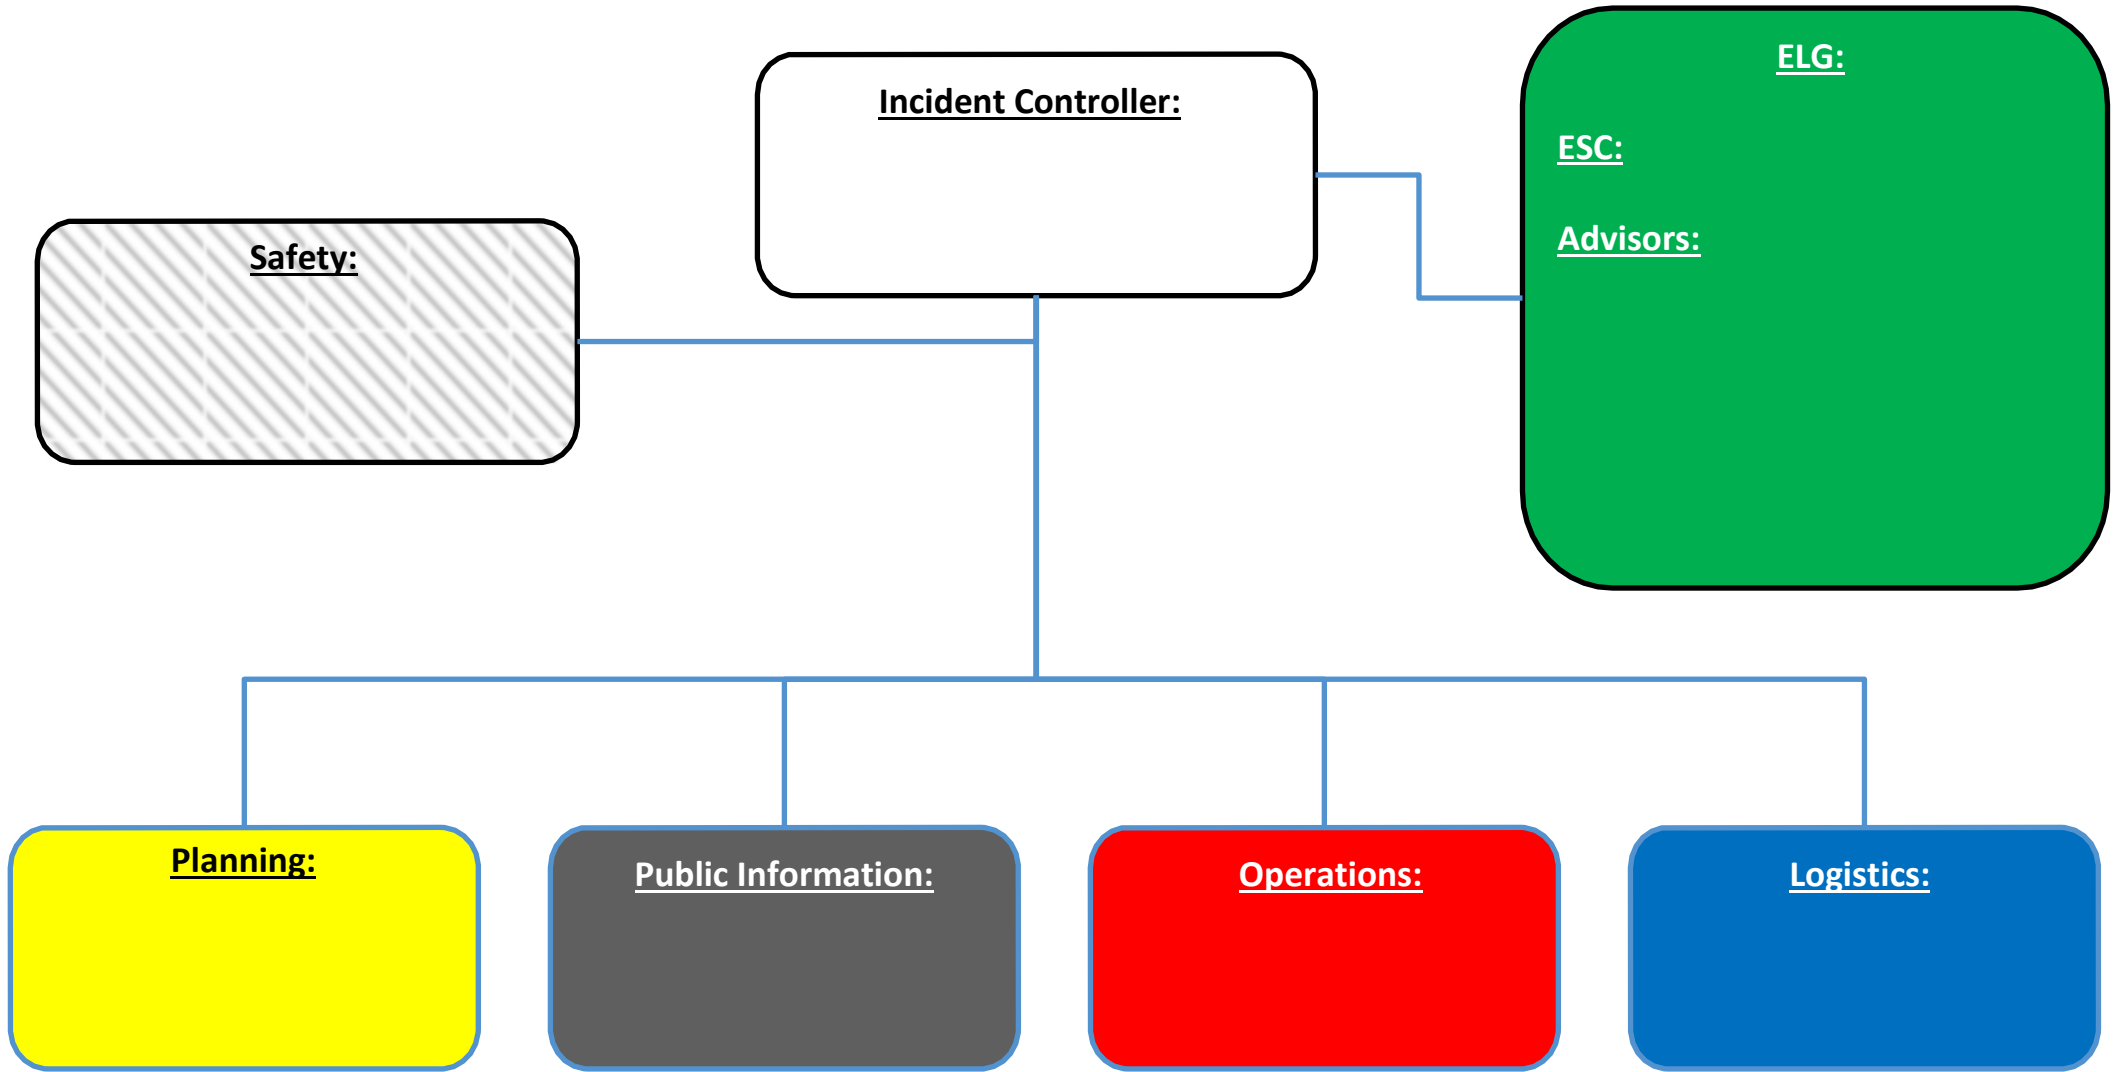 Incident Controller:
ELG:
ESC:
Advisors:
Safety:
Planning:
Public Information:
Operations:
Logistics: